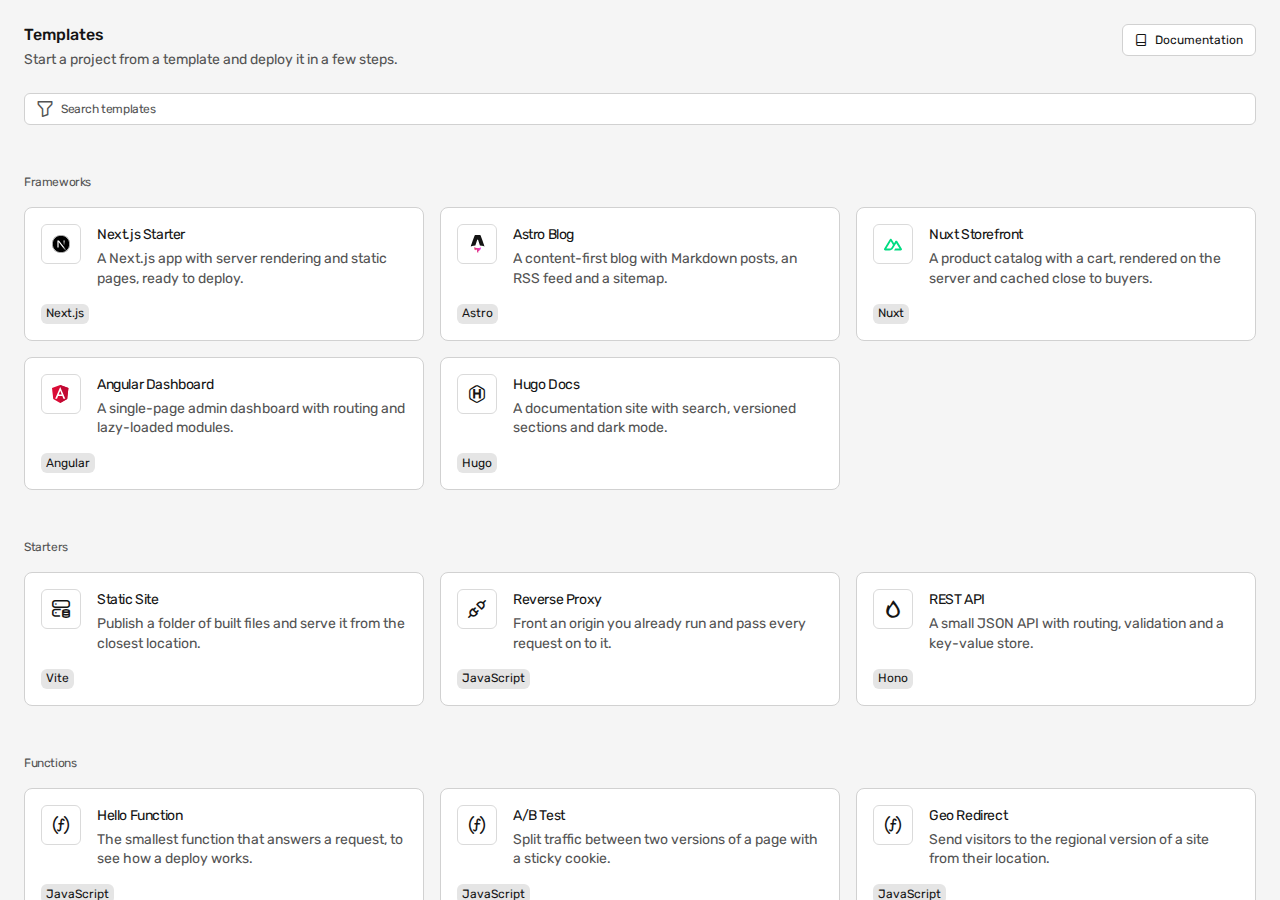 Templates
Documentation
Start a project from a template and deploy it in a few steps.
Search templates
Frameworks
Next.js Starter
A Next.js app with server rendering and static
pages, ready to deploy.
Next.js
Astro Blog
A content-first blog with Markdown posts, an
RSS feed and a sitemap.
Astro
Nuxt Storefront
A product catalog with a cart, rendered on the
server and cached close to buyers.
Nuxt
Angular Dashboard
A single-page admin dashboard with routing and
lazy-loaded modules.
Angular
Hugo Docs
A documentation site with search, versioned
sections and dark mode.
Hugo
Starters
Static Site
Publish a folder of built files and serve it from the
closest location.
Vite
Reverse Proxy
Front an origin you already run and pass every
request on to it.
JavaScript
REST API
A small JSON API with routing, validation and a
key-value store.
Hono
Functions
Hello Function
The smallest function that answers a request, to
see how a deploy works.
JavaScript
A/B Test
Split traffic between two versions of a page with
a sticky cookie.
JavaScript
Geo Redirect
Send visitors to the regional version of a site
from their location.
JavaScript